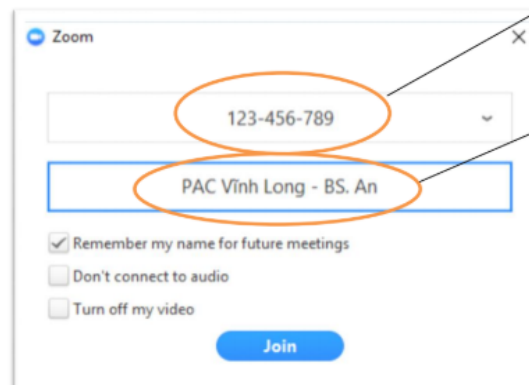 Zoom
123-456-789
PAC Vĩnh Long - BS. An
Remember my name for future meetings
Don't connect to audio
Turn off my video
Join